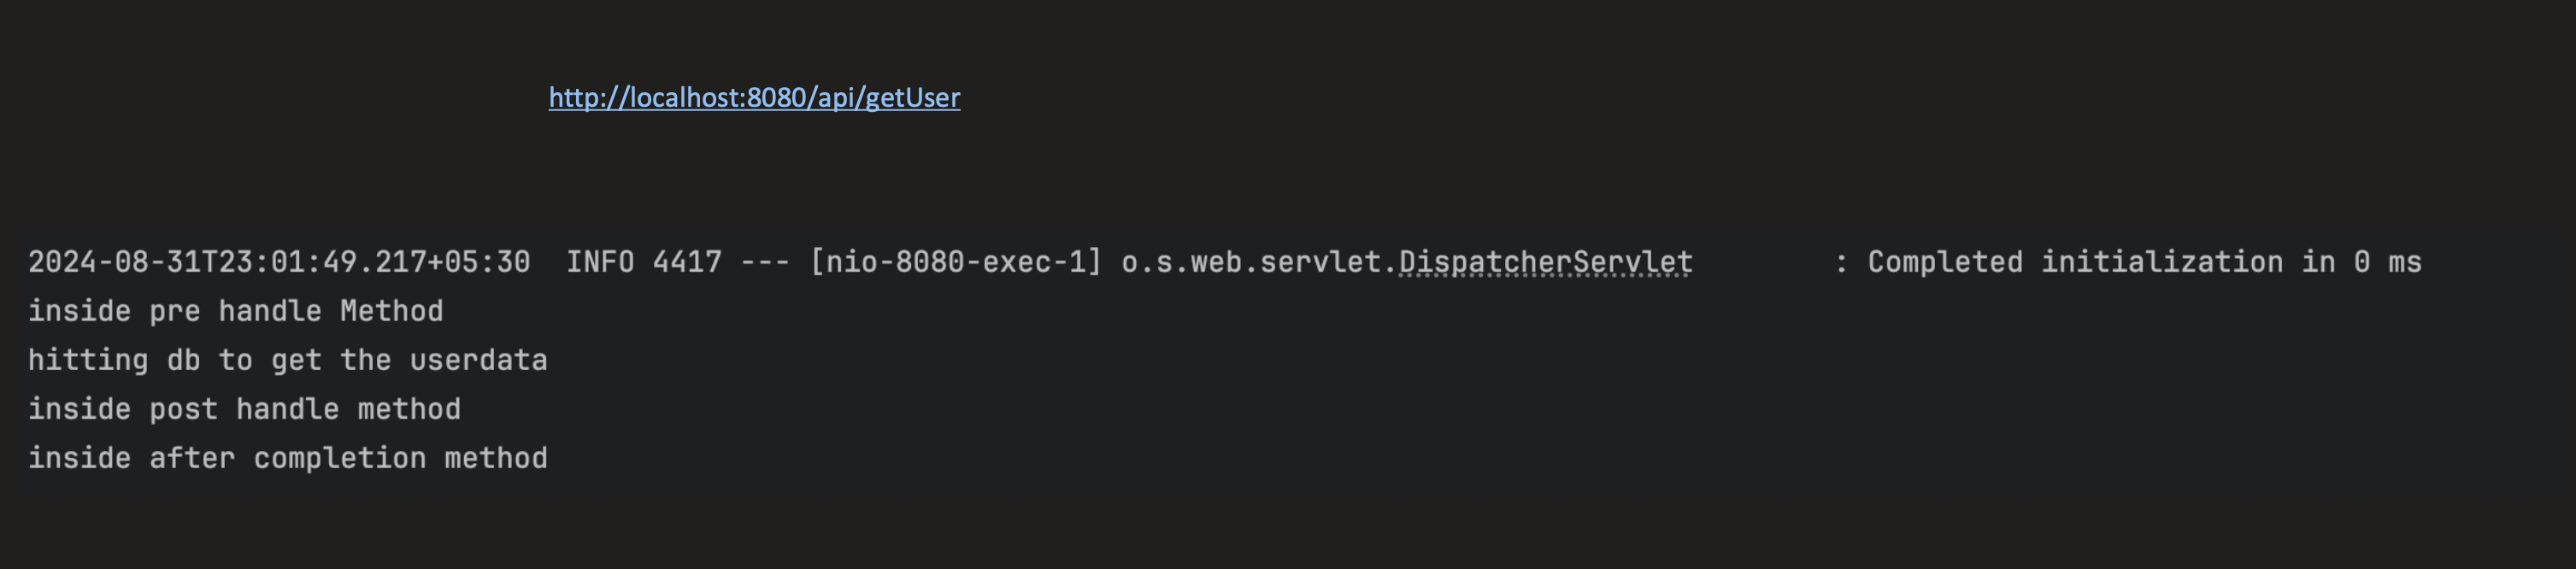 http://localhost:8080/api/getUser
2024-08-31T23:01:49.217+05:30  INFO 4417 --- [nio-8080-exec-1] o.s.web.servlet.DispatcherServlet        : Completed initialization in 0 ms
inside pre handle Method
hitting db to get the userdata
inside post handle method
inside after completion method